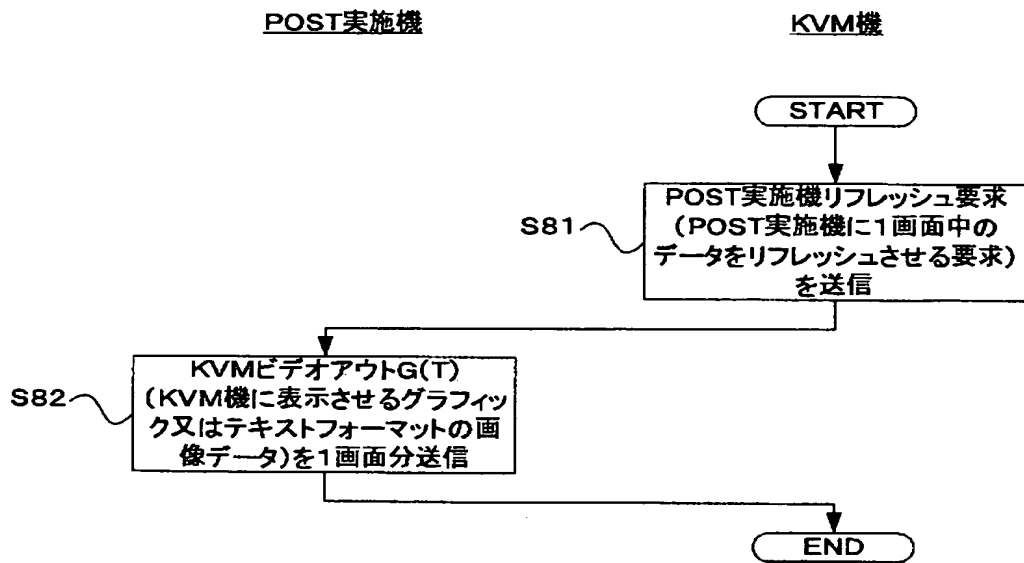 POST実施機
KVM機
START
POST実施機リフレッシュ要求
(POST実施機に1画面中の
データをリフレッシュさせる要求)
を送信
S81
KVMビデオアウトG(T)
(KVM機に表示させるグラフィッ
ク又はテキストフォーマットの画
像データ)を1画面分送信
S82
END